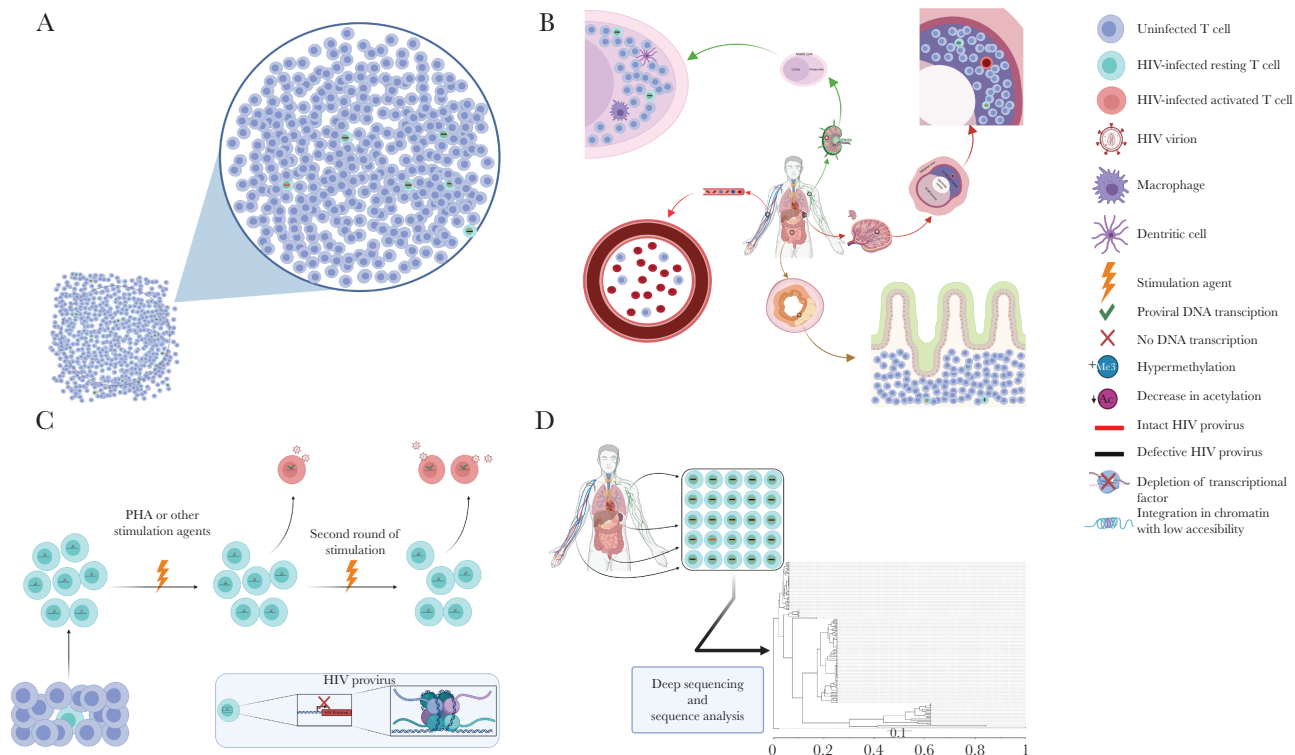 A
B
Uninfected T cell
HIV-infected resting T cell
HIV-infected activated T cell
HIV virion
Macrophage
Dentritic cell
Stimulation agent
Proviral DNA transciption
No DNA transcription
+Me3
Hypermethylation
Ac
Decrease in acetylation
Intact HIV provirus
Defective HIV provirus
Depletion of transcriptional
factor
Integration in chromatin
with low accesibility
C
PHA or other
stimulation agents
Second round of
stimulation
HIV provirus
D
Deep sequencing
and
sequence analysis
0.1
0 0.2 0.4 0.6 0.8 1